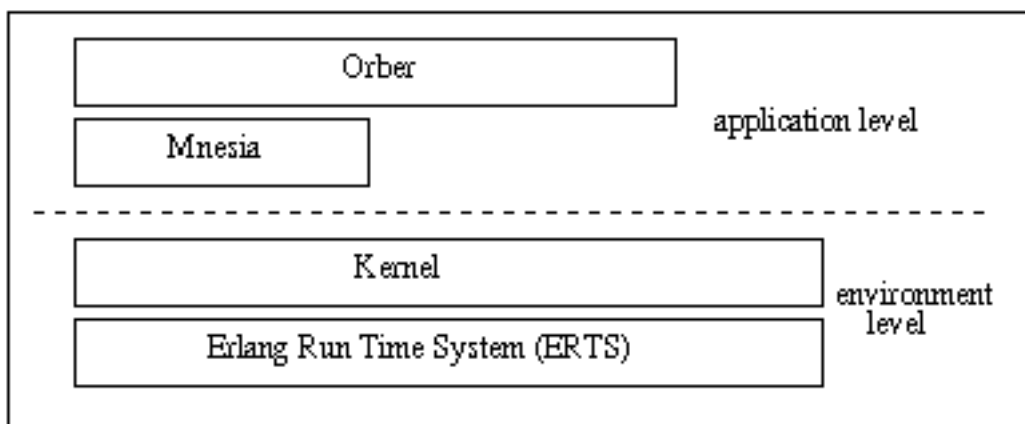 Orber
application level
Mnesia
Kernel
environment
level
Erlang Run Time System (ERTS)